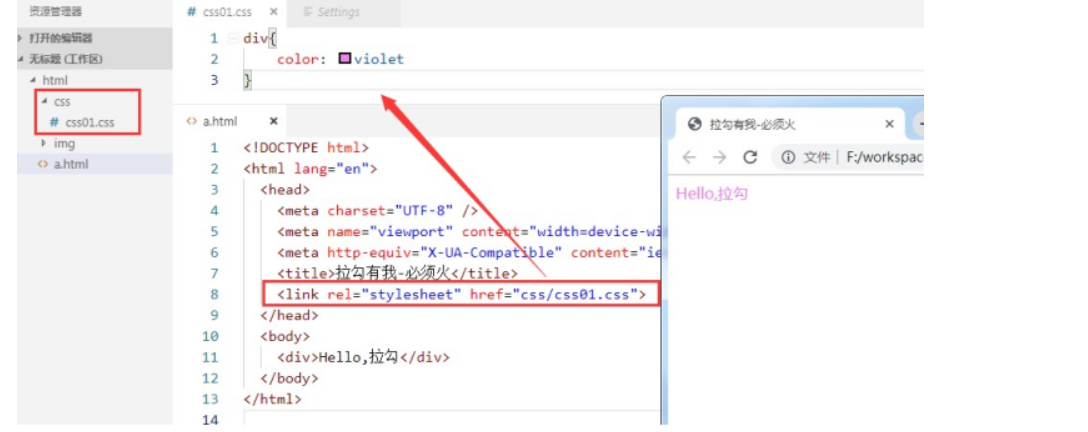 资源管理器
打开的编辑器
无标题 (工作区)
html
css
# css01.css
img
<> a.html
# css01.css ×
Settings
1 div{
2 color: violet
3 }
<> a.html ×
1 <!DOCTYPE html>
2 <html lang="en">
3 <head>
4 <meta charset="UTF-8" />
5 <meta name="viewport" content="width=device-wi
6 <meta http-equiv="X-UA-Compatible" content="ie
7 <title>拉勾有我-必须火</title>
8 <link rel="stylesheet" href="css/css01.css">
9 </head>
10 <body>
11 <div>Hello,拉勾</div>
12 </body>
13 </html>
14
拉勾有我-必须火 ×
文件 | F:/workspac
Hello,拉勾